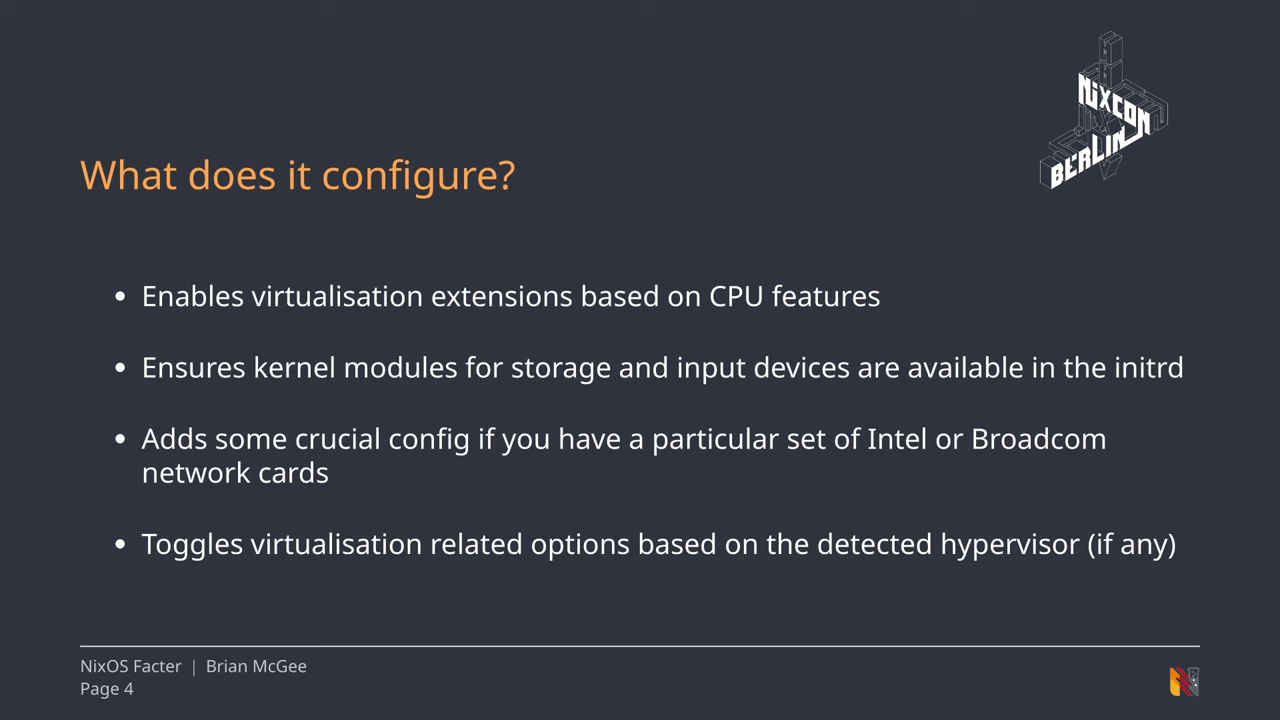 NixCon
Berlin
What does it configure?
• Enables virtualisation extensions based on CPU features
• Ensures kernel modules for storage and input devices are available in the initrd
• Adds some crucial config if you have a particular set of Intel or Broadcom
network cards
• Toggles virtualisation related options based on the detected hypervisor (if any)
NixOS Facter | Brian McGee
Page 4